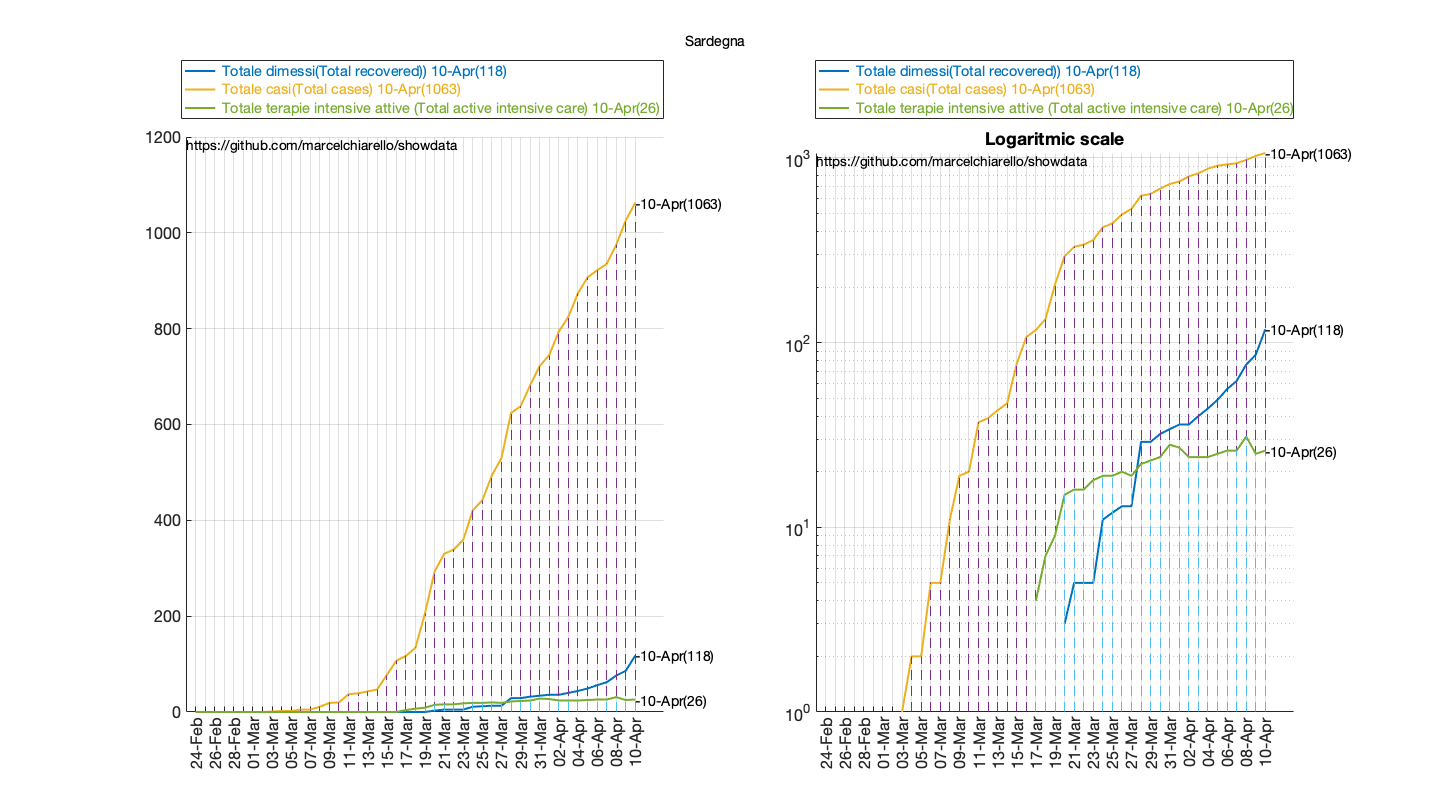 Sardegna
Totale dimessi(Total recovered)) 10-Apr(118)
Totale casi(Total cases) 10-Apr(1063)
Totale terapie intensive attive (Total active intensive care) 10-Apr(26)
1200
1000
800
600
400
200
0
https://github.com/marcelchiarello/showdata
10-Apr(1063)
10-Apr(118)
10-Apr(26)
24-Feb
26-Feb
28-Feb
01-Mar
03-Mar
05-Mar
07-Mar
09-Mar
11-Mar
13-Mar
15-Mar
17-Mar
19-Mar
21-Mar
23-Mar
25-Mar
27-Mar
29-Mar
31-Mar
02-Apr
04-Apr
06-Apr
08-Apr
10-Apr
Totale dimessi(Total recovered)) 10-Apr(118)
Totale casi(Total cases) 10-Apr(1063)
Totale terapie intensive attive (Total active intensive care) 10-Apr(26)
Logaritmic scale
10^3
10^2
10^1
10^0
https://github.com/marcelchiarello/showdata
10-Apr(1063)
10-Apr(118)
10-Apr(26)
24-Feb
26-Feb
28-Feb
01-Mar
03-Mar
05-Mar
07-Mar
09-Mar
11-Mar
13-Mar
15-Mar
17-Mar
19-Mar
21-Mar
23-Mar
25-Mar
27-Mar
29-Mar
31-Mar
02-Apr
04-Apr
06-Apr
08-Apr
10-Apr